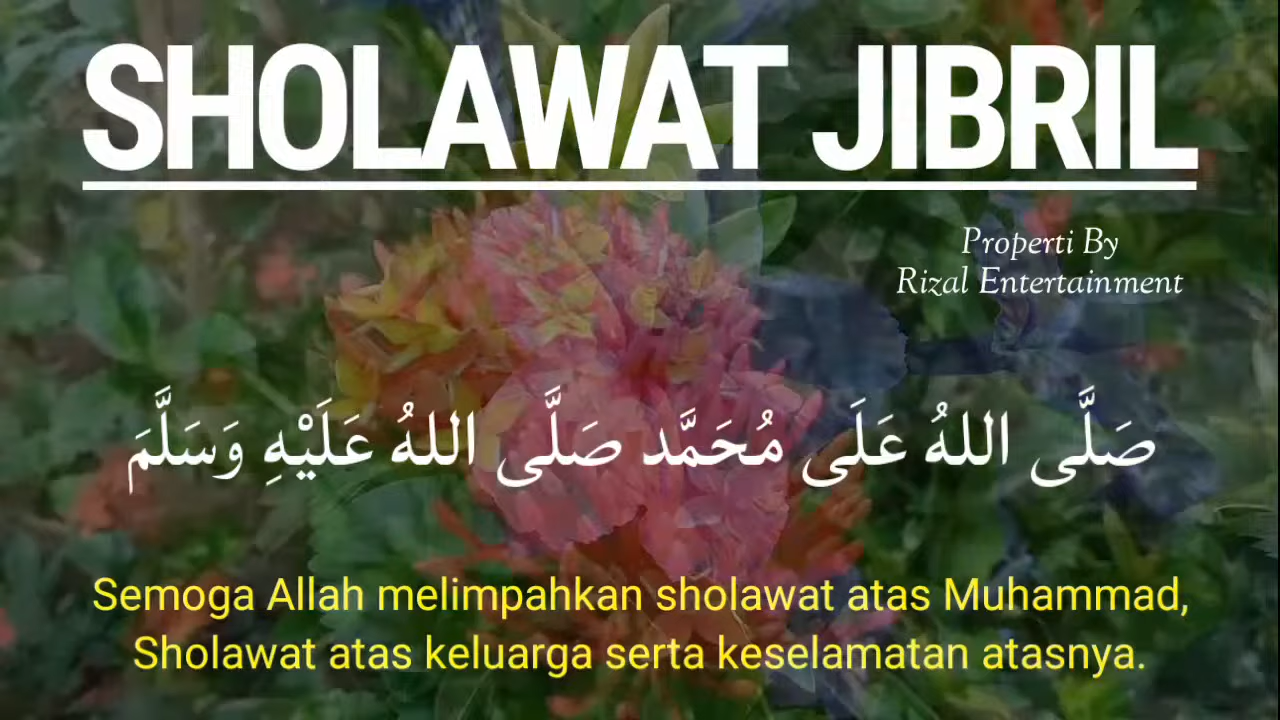 SHOLAWAT JIBRIL
Properti By
Rizal Entertainment
صَلَّى اللهُ عَلَى مُحَمَّد صَلَّى اللهُ عَلَيْهِ وَسَلَّمَ
Semoga Allah melimpahkan sholawat atas Muhammad,
Sholawat atas keluarga serta keselamatan atasnya.